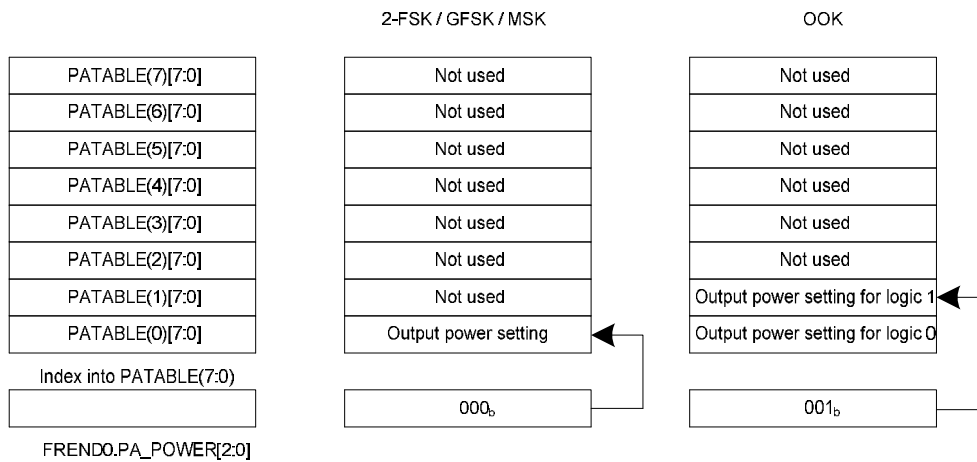 2-FSK / GFSK / MSK
OOK
PATABLE(7)[7:0]
Not used
Not used
PATABLE(6)[7:0]
Not used
Not used
PATABLE(5)[7:0]
Not used
Not used
PATABLE(4)[7:0]
Not used
Not used
PATABLE(3)[7:0]
Not used
Not used
PATABLE(2)[7:0]
Not used
Not used
PATABLE(1)[7:0]
Not used
Output power setting for logic 1
PATABLE(0)[7:0]
Output power setting
Output power setting for logic 0
Index into PATABLE(7:0)
000b
001b
FREND0.PA_POWER[2:0]